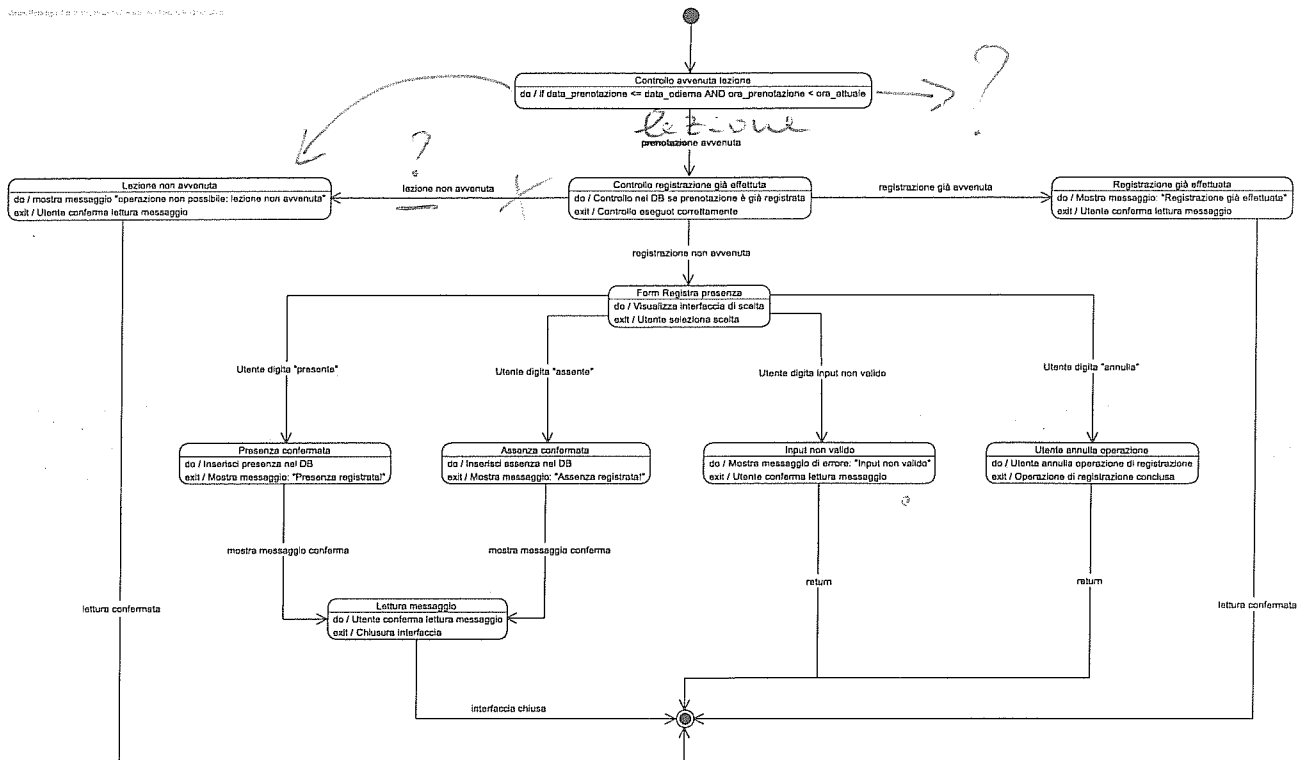 Controllo avvenuta lezione
do / if data_prenotazione <= data_odierna AND ora_prenotazione < ora_attuale
?
lezione
prenotazione avvenuta
?
Lezione non avvenuta
do / mostra messaggio "operazione non possibile: lezione non avvenuta"
exit / Utente conferma lettura messaggio
lezione non avvenuta
Controllo registrazione già effettuta
do / Controllo nel DB se prenotazione è già registrata
exit / Controllo eseguot correttamente
registrazione già avvenuta
Registrazione già effettuata
do / Mostra messaggio: "Registrazione già effettuata"
exit / Utente conferma lettura messaggio
registrazione non avvenuta
Form Registra presenza
do / Visualizza interfaccia di scelta
exit / Utente seleziona scelta
Utente digita "presente"
Utente digita "assente"
Utente digita input non valido
Utente digita "annulla"
Presenza confermata
do / Inserisci presenza nel DB
exit / Mostra messaggio: "Presenza registrata!"
Assenza confermata
do / Inserisci assenza nel DB
exit / Mostra messaggio: "Assenza registrata!"
Input non valido
do / Mostra messaggio di errore: "Input non valido"
exit / Utente conferma lettura messaggio
Utente annulla operazione
do / Utente annulla operazione di registrazione
exit / Operazione di registrazione conclusa
mostra messaggio conferma
mostra messaggio conferma
return
return
lettura confermata
Lettura messaggio
do / Utente conferma lettura messaggio
exit / Chiusura interfaccia
lettura confermata
interfaccia chiusa